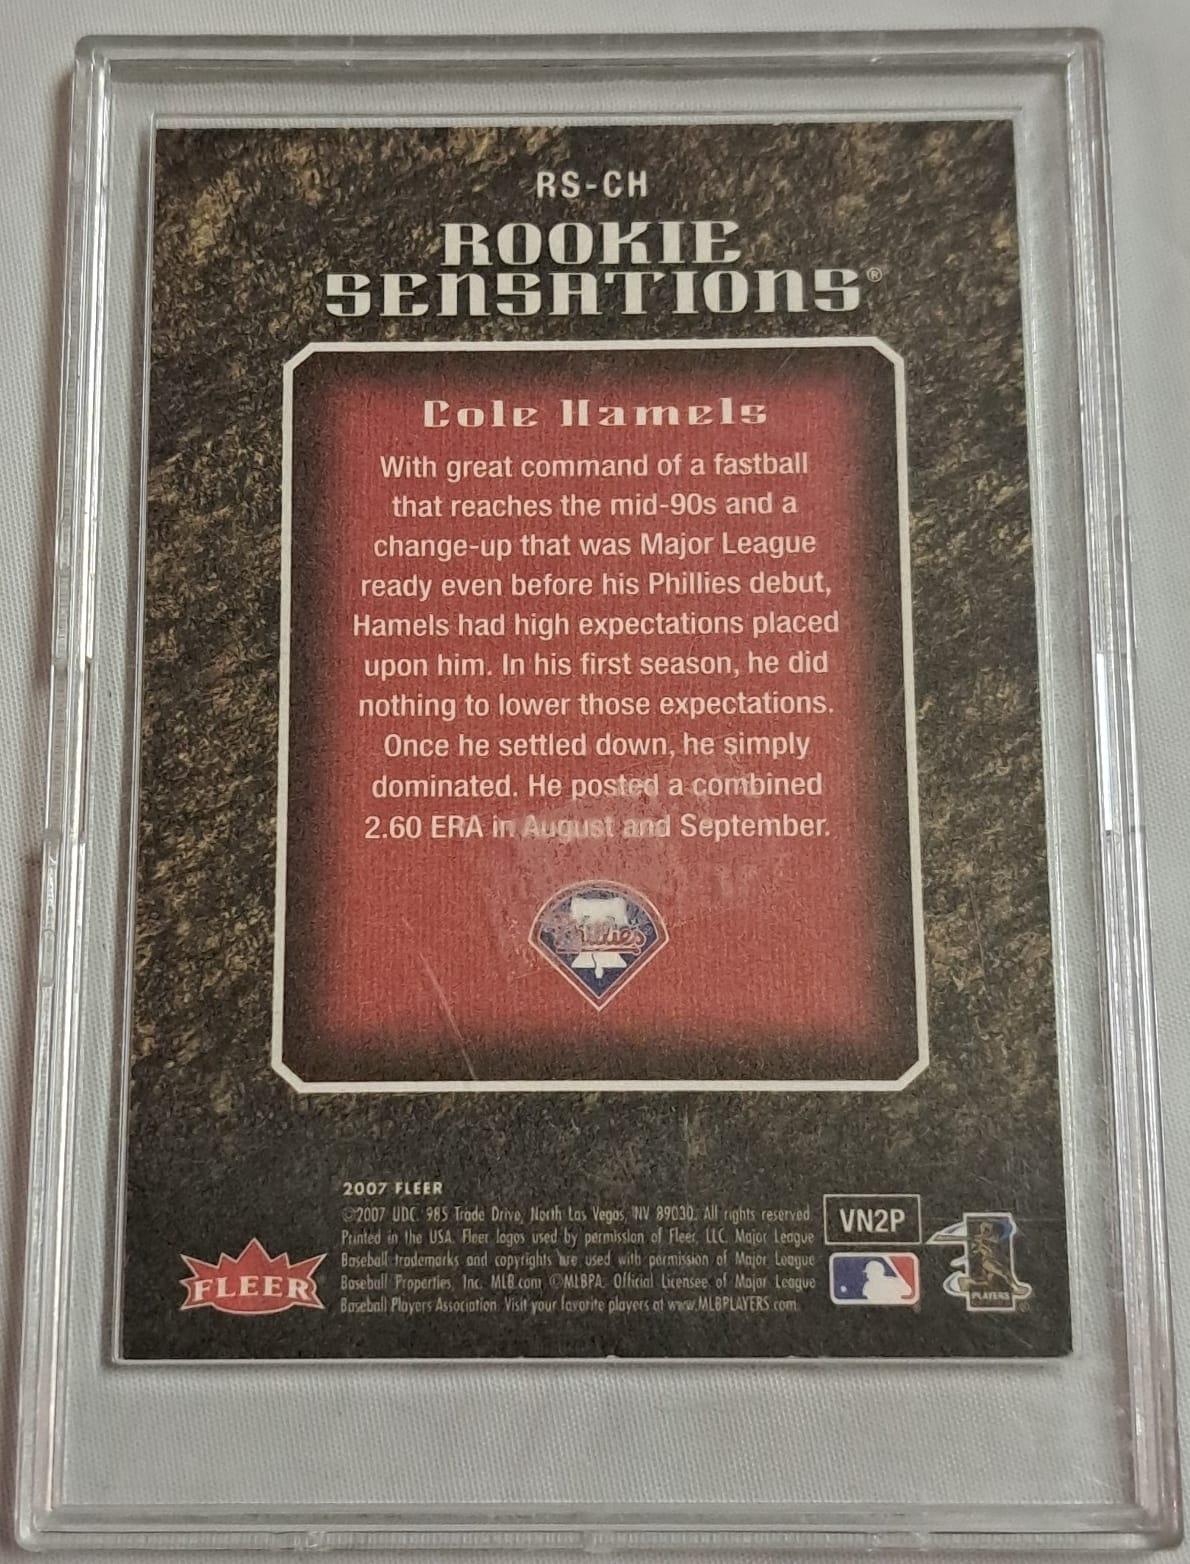 RS-CH
ROOKIE
SENSATIONS®
Cole Hamels
With great command of a fastball
that reaches the mid-90s and a
change-up that was Major League
ready even before his Phillies debut,
Hamels had high expectations placed
upon him. In his first season, he did
nothing to lower those expectations.
Once he settled down, he simply
dominated. He posted a combined
2.60 ERA in August and September.
Phillies
2007 FLEER
©2007 UDC 985 Trade Drive, North Las Vegas, NV 89030. All rights reserved
Printed in the USA. Fleer logos used by permission of Fleer, LLC. Major League
Baseball trademarks and copyrights are used with permission of Major League
Baseball Properties, Inc. MLB.com ©MLBPA. Official Licensee of Major League
Baseball Players Association. Visit your favorite players at www.MLBPLAYERS.com
FLEER
VN2P
PLAYERS